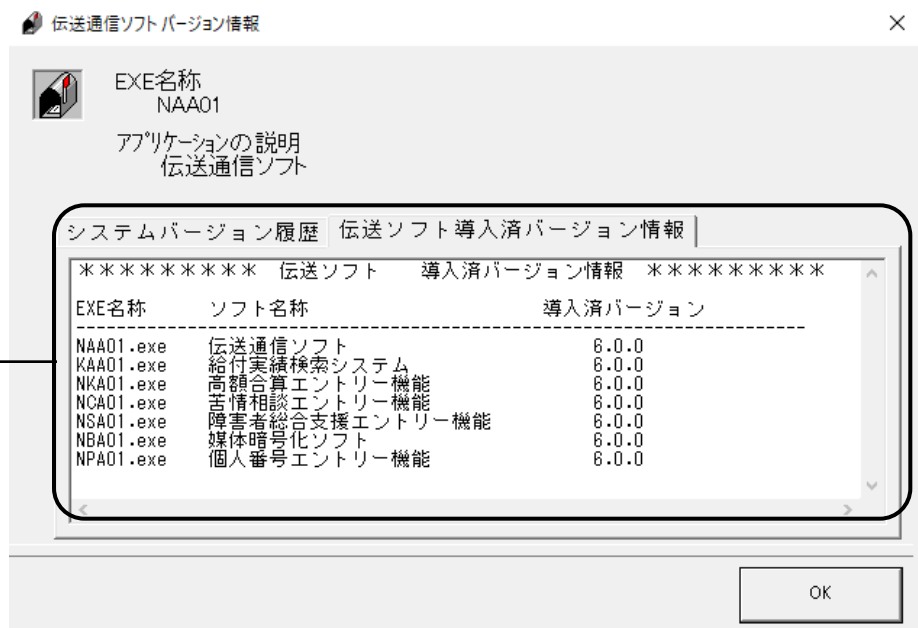 伝送通信ソフト バージョン情報
EXE名称
NAA01
アプリケーションの説明
伝送通信ソフト
システムバージョン履歴 伝送ソフト導入済バージョン情報
********* 伝送ソフト 導入済バージョン情報 *********
EXE名称 ソフト名称 導入済バージョン
--------------------------------------------------------------------------------
NAA01.exe 伝送通信ソフト 6.0.0
KAA01.exe 給付実績検索システム 6.0.0
NKA01.exe 高額合算エントリー機能 6.0.0
NCA01.exe 苦情相談エントリー機能 6.0.0
NSA01.exe 障害者総合支援エントリー機能 6.0.0
NBA01.exe 媒体暗号化ソフト 6.0.0
NPA01.exe 個人番号エントリー機能 6.0.0
OK